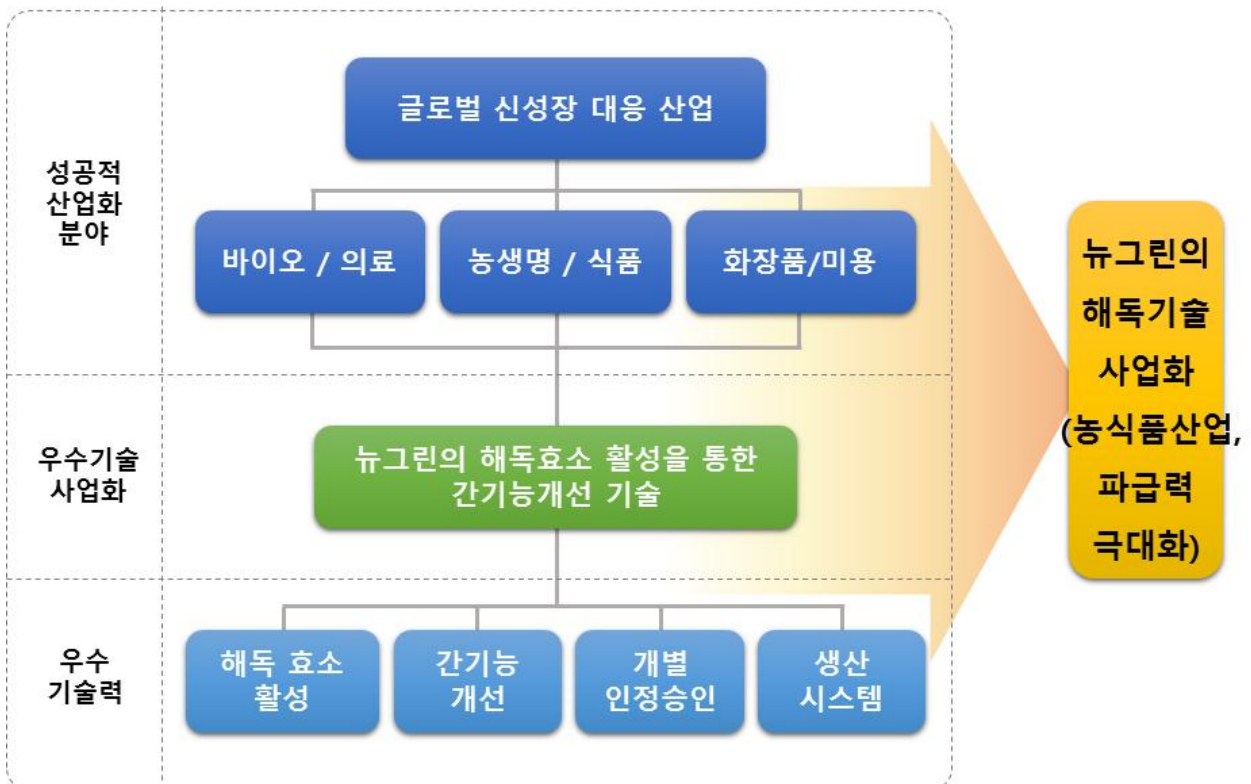 글로벌 신성장 대응 산업
성공적
산업화
분야
바이오 / 의료
농생명 / 식품
화장품/미용
우수기술
사업화
뉴그린의 해독효소 활성을 통한
간기능개선 기술
우수
기술력
해독 효소
활성
간기능
개선
개별
인정승인
생산
시스템
뉴그린의
해독기술
사업화
(농식품산업,
파급력
극대화)